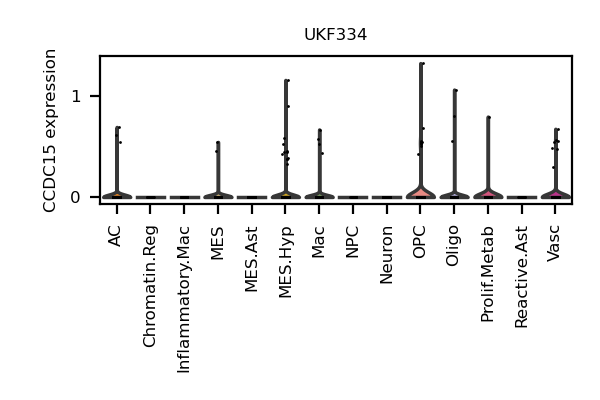 UKF334
CCDC15 expression
1
0
AC
Chromatin.Reg
Inflammatory.Mac
MES
MES.Ast
MES.Hyp
Mac
NPC
Neuron
OPC
Oligo
Prolif.Metab
Reactive.Ast
Vasc